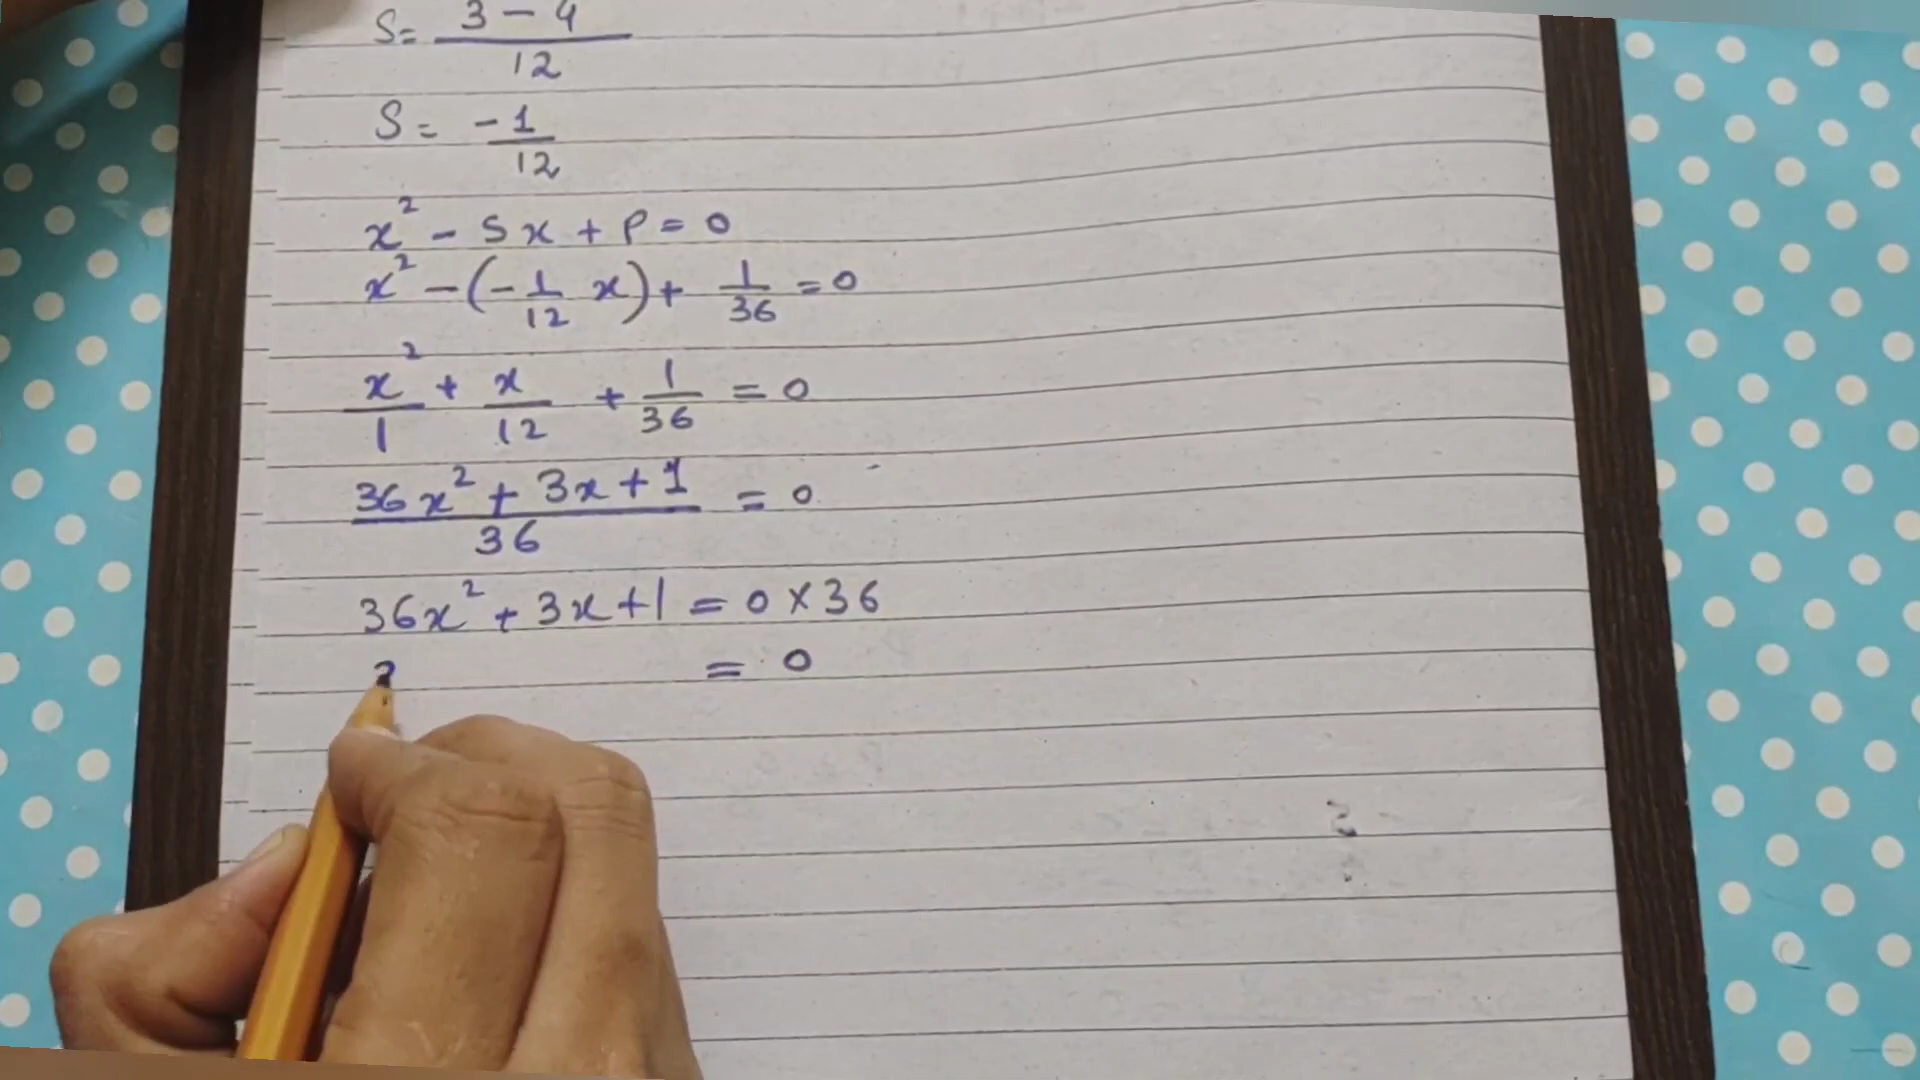 S = (3 - 4)/12
S = -1/12
x² - Sx + P = 0
x² - (-1/12 x) + 1/36 = 0
x²/1 + x/12 + 1/36 = 0
(36x² + 3x + 1)/36 = 0
36x² + 3x + 1 = 0 × 36
= 0